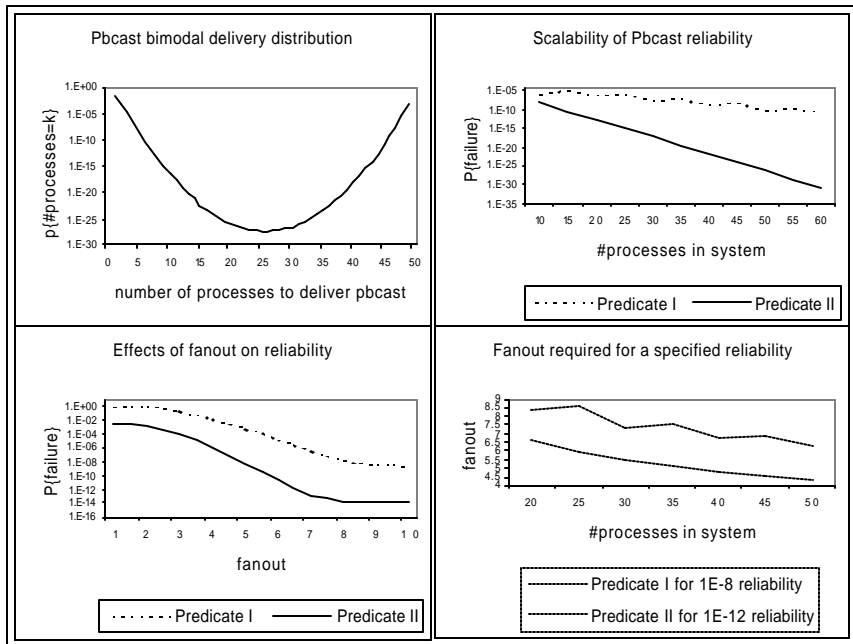 Pbcast bimodal delivery distribution
p{#processes=k}
1.E+00
1.E-05
1.E-10
1.E-15
1.E-20
1.E-25
1.E-30
0 5 10 15 20 25 30 35 40 45 50
number of processes to deliver pbcast
Scalability of Pbcast reliability
P{failure}
1.E-05
1.E-10
1.E-15
1.E-20
1.E-25
1.E-30
1.E-35
10 15 20 25 30 35 40 45 50 55 60
#processes in system
Predicate I Predicate II
Effects of fanout on reliability
P{failure}
1.E+00
1.E-02
1.E-04
1.E-06
1.E-08
1.E-10
1.E-12
1.E-14
1.E-16
1 2 3 4 5 6 7 8 9 10
fanout
Predicate I Predicate II
Fanout required for a specified reliability
fanout
9
8.5
8
7.5
7
6.5
6
5.5
5
4.5
4
20 25 30 35 40 45 50
#processes in system
Predicate I for 1E-8 reliability
Predicate II for 1E-12 reliability